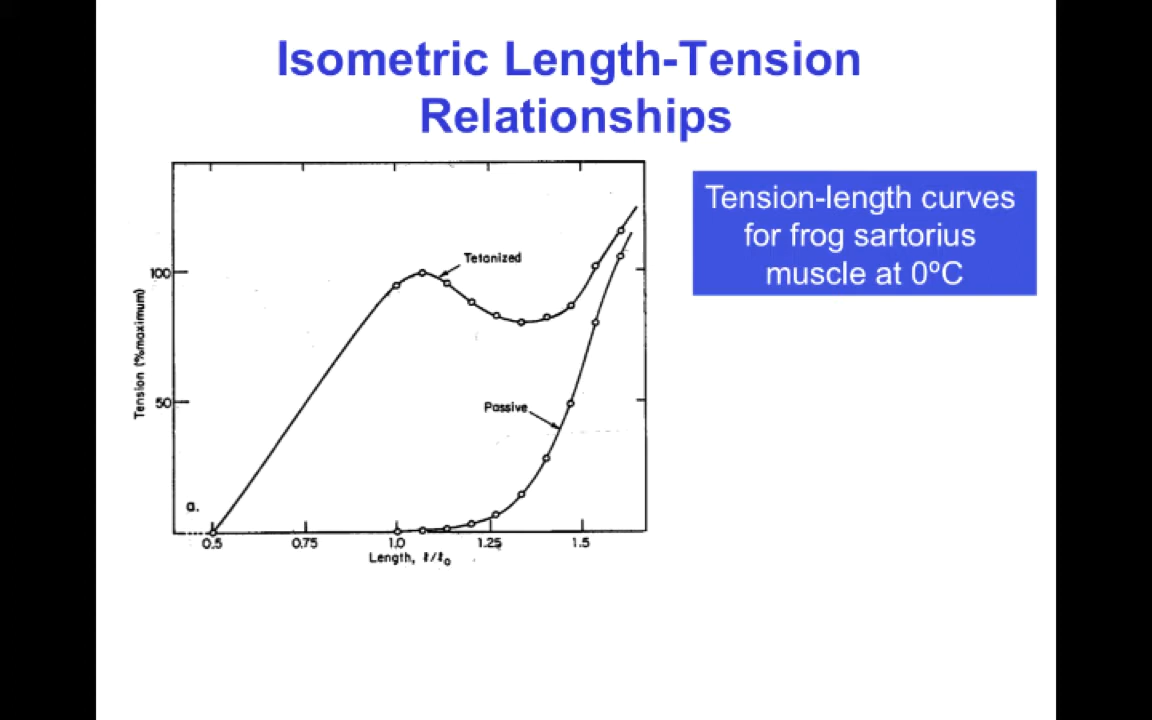 Isometric Length-Tension
Relationships
Tension-length curves
for frog sartorius
muscle at 0ºC
Tetanized
100
Tension (%maximum)
50
Passive
a.
0.5 0.75 1.0 1.25 1.5
Length, ℓ/ℓo